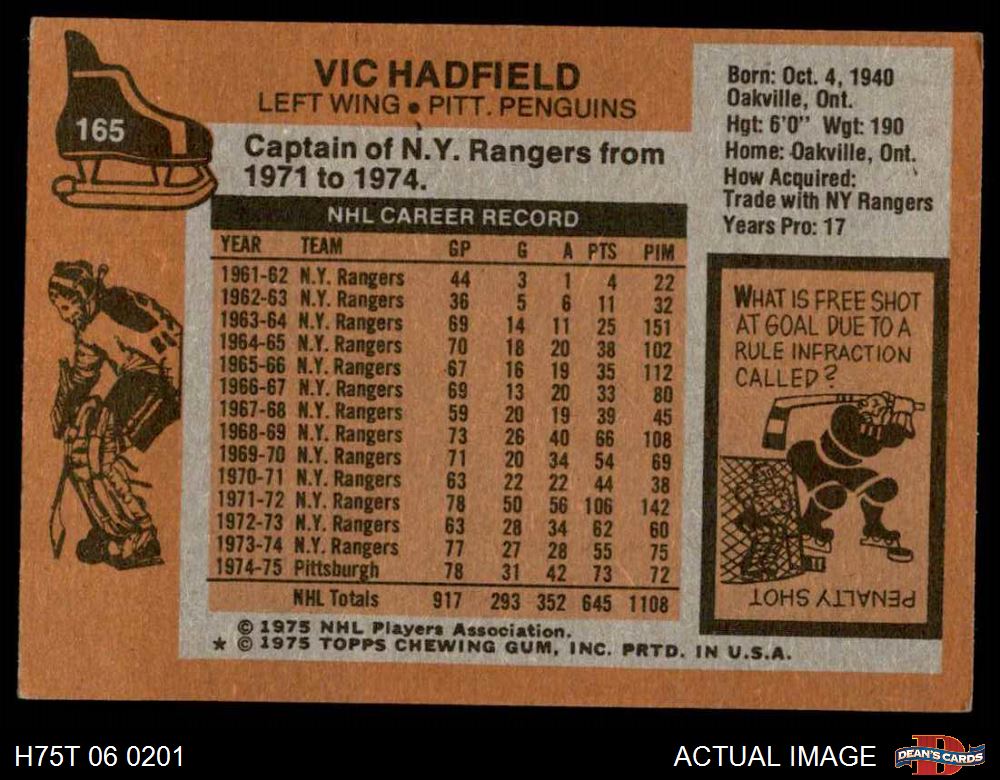 165
VIC HADFIELD
LEFT WING ● PITT. PENGUINS
Captain of N.Y. Rangers from
1971 to 1974.
Born: Oct. 4, 1940
Oakville, Ont.
Hgt: 6'0" Wgt: 190
Home: Oakville, Ont.
How Acquired:
Trade with NY Rangers
Years Pro: 17
NHL CAREER RECORD
YEAR TEAM GP G A PTS PIM
1961-62 N.Y. Rangers 44 3 1 4 22
1962-63 N.Y. Rangers 36 5 6 11 32
1963-64 N.Y. Rangers 69 14 11 25 151
1964-65 N.Y. Rangers 70 18 20 38 102
1965-66 N.Y. Rangers 67 16 19 35 112
1966-67 N.Y. Rangers 69 13 20 33 80
1967-68 N.Y. Rangers 59 20 19 39 45
1968-69 N.Y. Rangers 73 26 40 66 108
1969-70 N.Y. Rangers 71 20 34 54 69
1970-71 N.Y. Rangers 63 22 22 44 38
1971-72 N.Y. Rangers 78 50 56 106 142
1972-73 N.Y. Rangers 63 28 34 62 60
1973-74 N.Y. Rangers 77 27 28 55 75
1974-75 Pittsburgh 78 31 42 73 72
NHL Totals 917 293 352 645 1108
WHAT IS FREE SHOT
AT GOAL DUE TO A
RULE INFRACTION
CALLED?
PENALTY SHOT
© 1975 NHL Players Association.
★ © 1975 TOPPS CHEWING GUM, INC. PRTD. IN U.S.A.
H75T 06 0201
ACTUAL IMAGE
DEAN'S CARDS